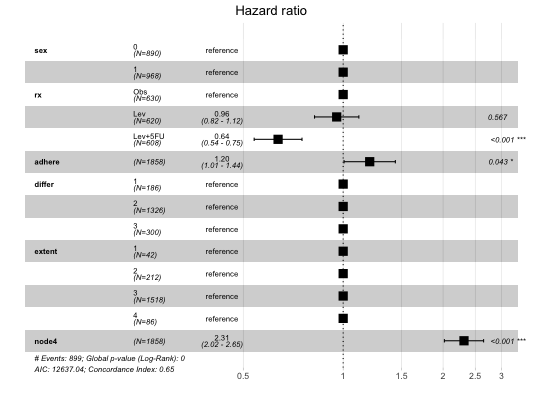 Hazard ratio
sex 0 (N=890) reference
1 (N=968) reference
rx Obs (N=630) reference
Lev (N=620) 0.96 (0.82 - 1.12) 0.567
Lev+5FU (N=608) 0.64 (0.54 - 0.75) <0.001 ***
adhere (N=1858) 1.20 (1.01 - 1.44) 0.043 *
differ 1 (N=186) reference
2 (N=1326) reference
3 (N=300) reference
extent 1 (N=42) reference
2 (N=212) reference
3 (N=1518) reference
4 (N=86) reference
node4 (N=1858) 2.31 (2.02 - 2.65) <0.001 ***
# Events: 899; Global p-value (Log-Rank): 0
AIC: 12637.04; Concordance Index: 0.65
0.5 1 1.5 2 2.5 3